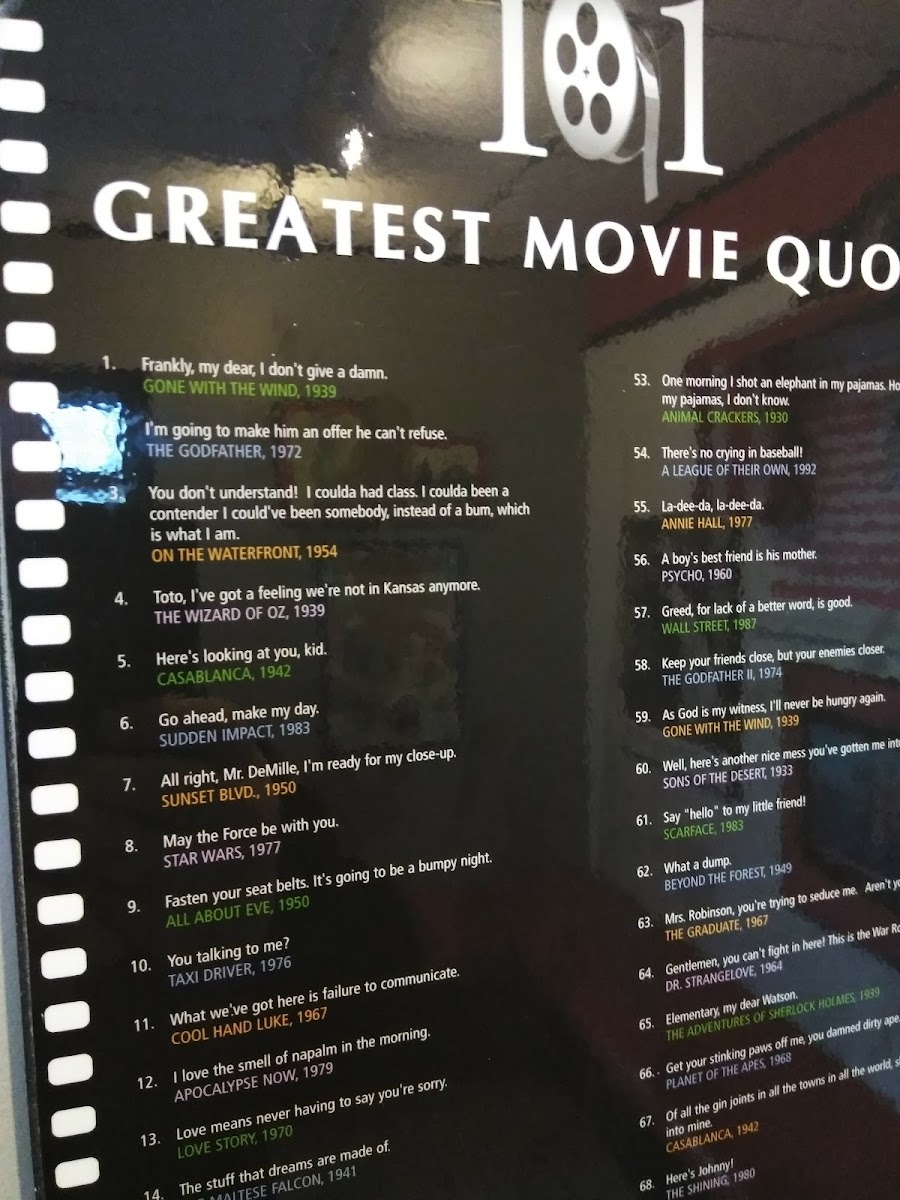 101
GREATEST MOVIE QUO
1. Frankly, my dear, I don't give a damn.
GONE WITH THE WIND, 1939
I'm going to make him an offer he can't refuse.
THE GODFATHER, 1972
3. You don't understand! I coulda had class. I coulda been a
contender I could've been somebody, instead of a bum, which
is what I am.
ON THE WATERFRONT, 1954
4. Toto, I've got a feeling we're not in Kansas anymore.
THE WIZARD OF OZ, 1939
5. Here's looking at you, kid.
CASABLANCA, 1942
6. Go ahead, make my day.
SUDDEN IMPACT, 1983
7. All right, Mr. DeMille, I'm ready for my close-up.
SUNSET BLVD., 1950
8. May the Force be with you.
STAR WARS, 1977
9. Fasten your seat belts. It's going to be a bumpy night.
ALL ABOUT EVE, 1950
10. You talking to me?
TAXI DRIVER, 1976
11. What we've got here is failure to communicate.
COOL HAND LUKE, 1967
12. I love the smell of napalm in the morning.
APOCALYPSE NOW, 1979
13. Love means never having to say you're sorry.
LOVE STORY, 1970
14. The stuff that dreams are made of.
MALTESE FALCON, 1941
53. One morning I shot an elephant in my pajamas. Ho
my pajamas, I don't know.
ANIMAL CRACKERS, 1930
54. There's no crying in baseball!
A LEAGUE OF THEIR OWN, 1992
55. La-dee-da, la-dee-da.
ANNIE HALL, 1977
56. A boy's best friend is his mother.
PSYCHO, 1960
57. Greed, for lack of a better word, is good.
WALL STREET, 1987
58. Keep your friends close, but your enemies closer.
THE GODFATHER II, 1974
59. As God is my witness, I'll never be hungry again.
GONE WITH THE WIND, 1939
60. Well, here's another nice mess you've gotten me into
SONS OF THE DESERT, 1933
61. Say "hello" to my little friend!
SCARFACE, 1983
62. What a dump.
BEYOND THE FOREST, 1949
63. Mrs. Robinson, you're trying to seduce me. Aren't yo
THE GRADUATE, 1967
64. Gentlemen, you can't fight in here! This is the War Ro
DR. STRANGELOVE, 1964
65. Elementary, my dear Watson.
THE ADVENTURES OF SHERLOCK HOLMES, 1939
66. Get your stinking paws off me, you damned dirty ape.
PLANET OF THE APES, 1968
67. Of all the gin joints in all the towns in all the world, s
into mine.
CASABLANCA, 1942
68. Here's Johnny!
THE SHINING, 1980